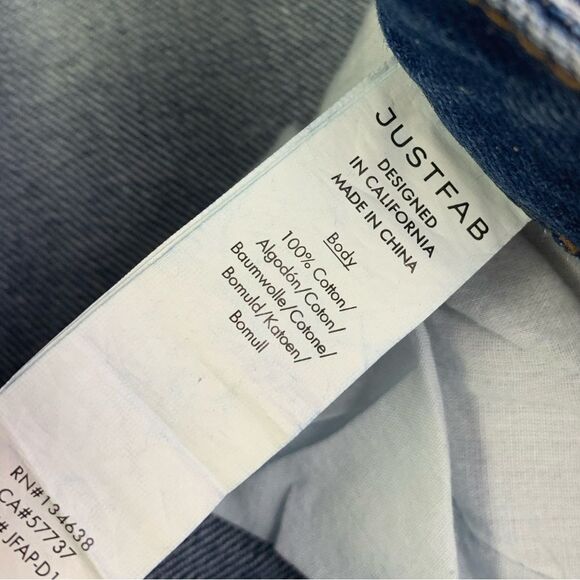 JUSTFAB
DESIGNED
IN CALIFORNIA
MADE IN CHINA
Body
100% Cotton/
Algodón/Coton/
Baumwolle/Cotone/
Bomuld/Katoen/
Bomull
RN#134638
CA#57737
# JFAP-D1